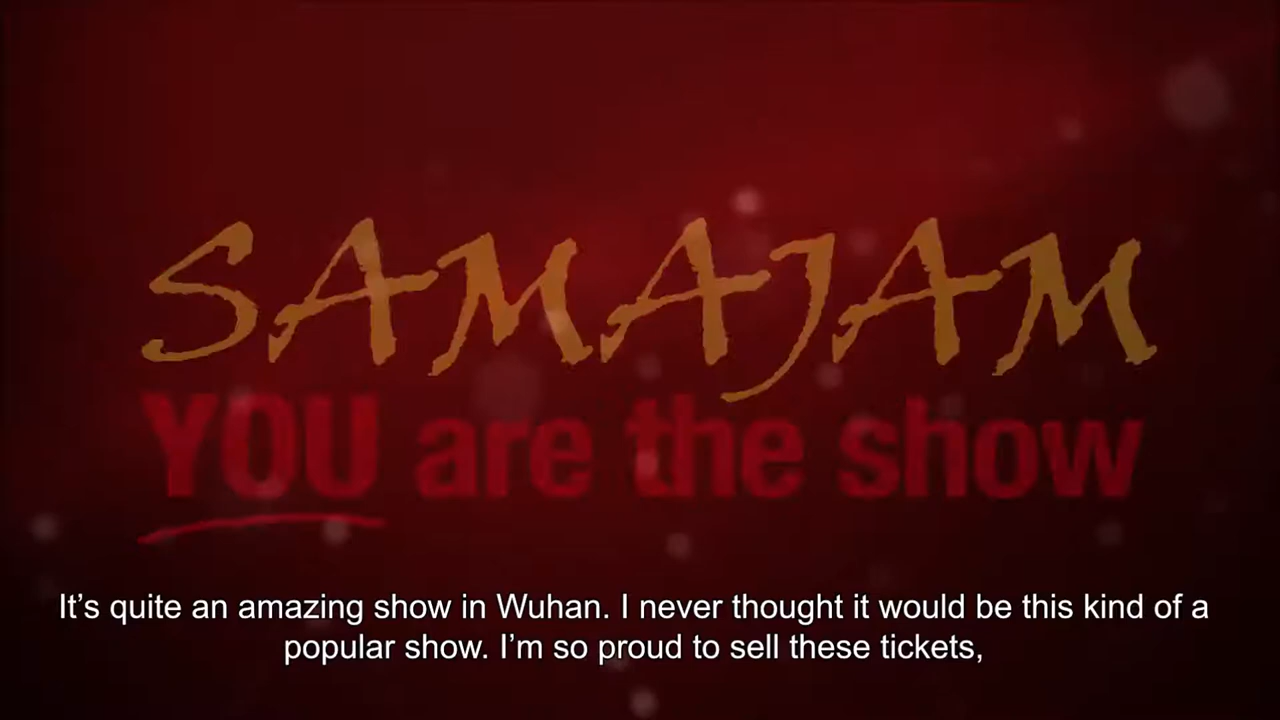 SAMAJAM
YOU are the show
It’s quite an amazing show in Wuhan. I never thought it would be this kind of a
popular show. I’m so proud to sell these tickets,